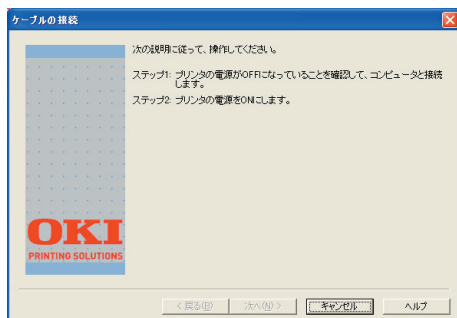 ケーブルの接続
次の説明に従って、操作してください。
ステップ1: プリンタの電源がOFFになっていることを確認して、コンピュータと接続
します。
ステップ2: プリンタの電源をONにします。
OKI
PRINTING SOLUTIONS
< 戻る(B)
次へ(N) >
キャンセル
ヘルプ